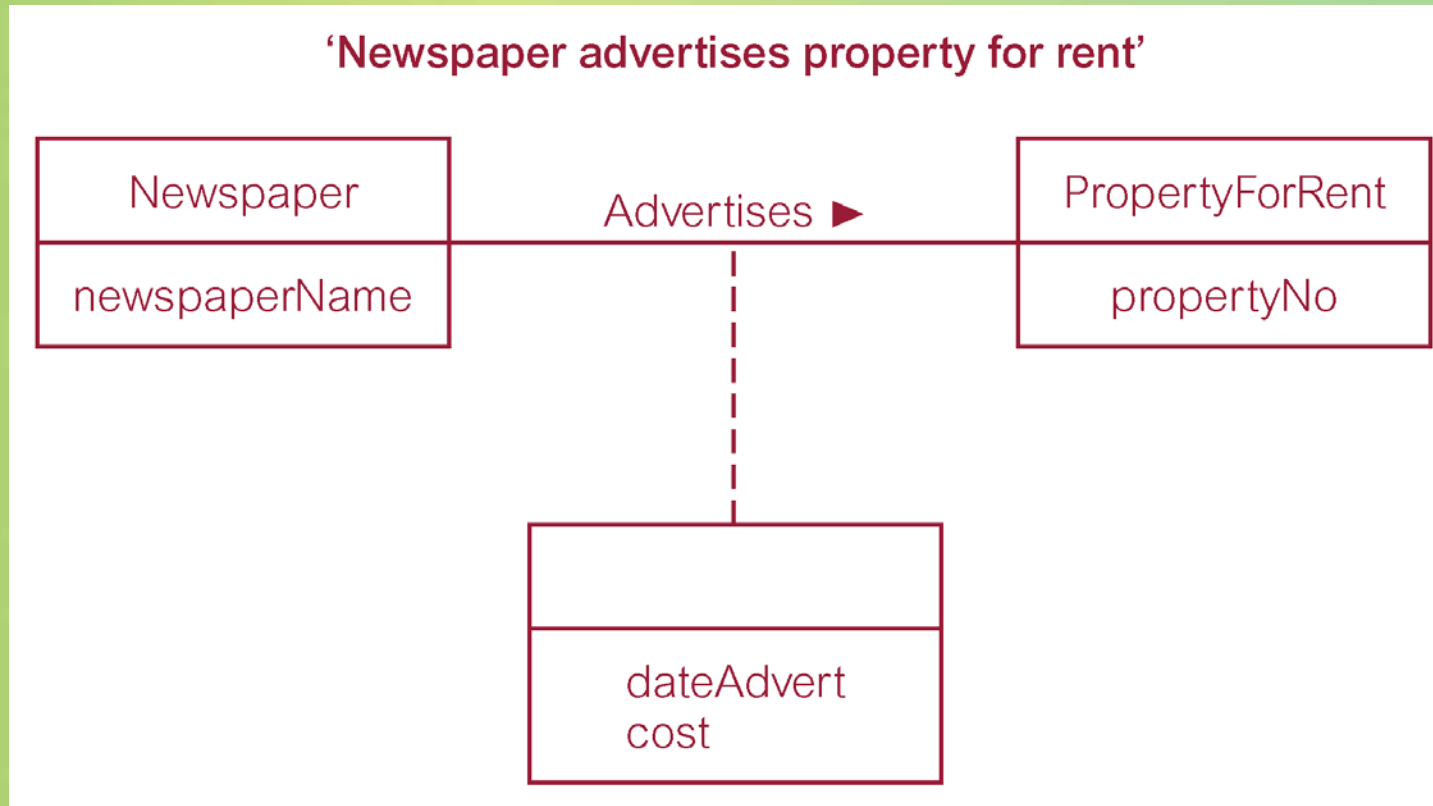 ‘Newspaper advertises property for rent’
Newspaper
Advertises ►
PropertyForRent
newspaperName
propertyNo
dateAdvert
cost